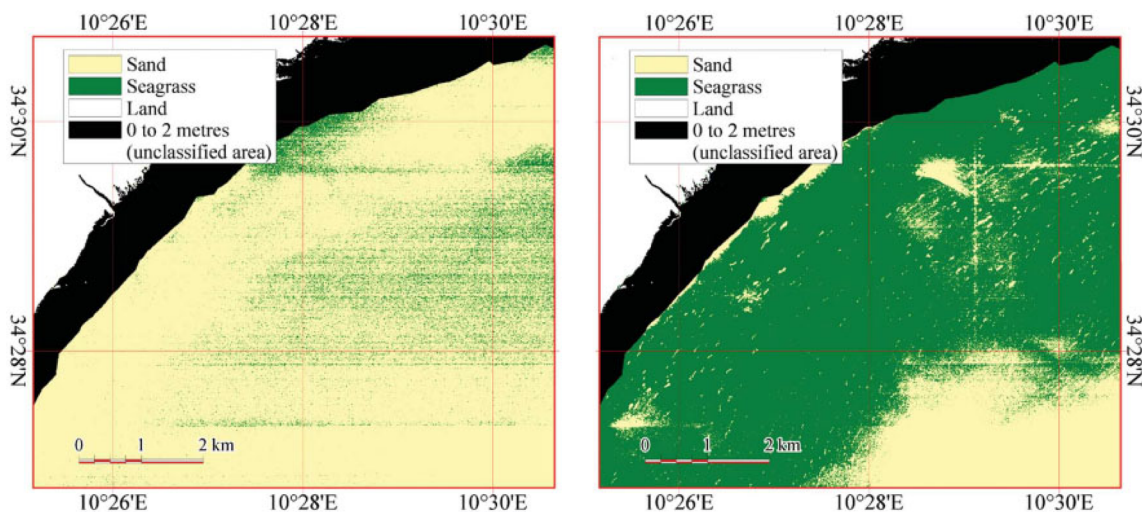 10°26'E 10°28'E 10°30'E
Sand
Seagrass
Land
0 to 2 metres
(unclassified area)
34°30'N
34°28'N
0 1 2 km
10°26'E 10°28'E 10°30'E
10°26'E 10°28'E 10°30'E
Sand
Seagrass
Land
0 to 2 metres
(unclassified area)
34°30'N
34°28'N
0 1 2 km
10°26'E 10°28'E 10°30'E